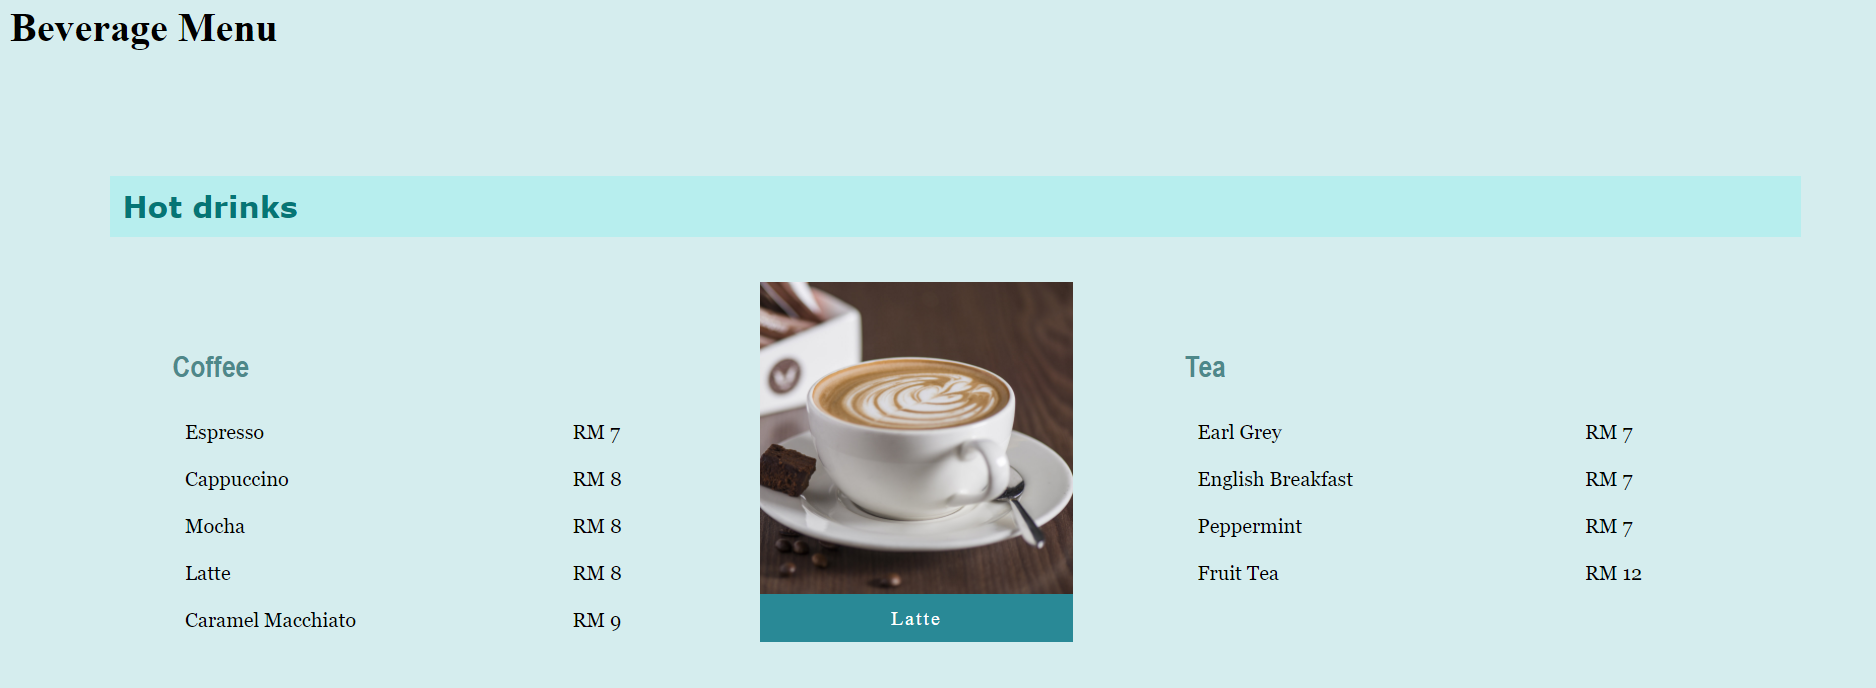 Beverage Menu
Hot drinks
Coffee
Espresso RM 7
Cappuccino RM 8
Mocha RM 8
Latte RM 8
Caramel Macchiato RM 9
Latte
Tea
Earl Grey RM 7
English Breakfast RM 7
Peppermint RM 7
Fruit Tea RM 12